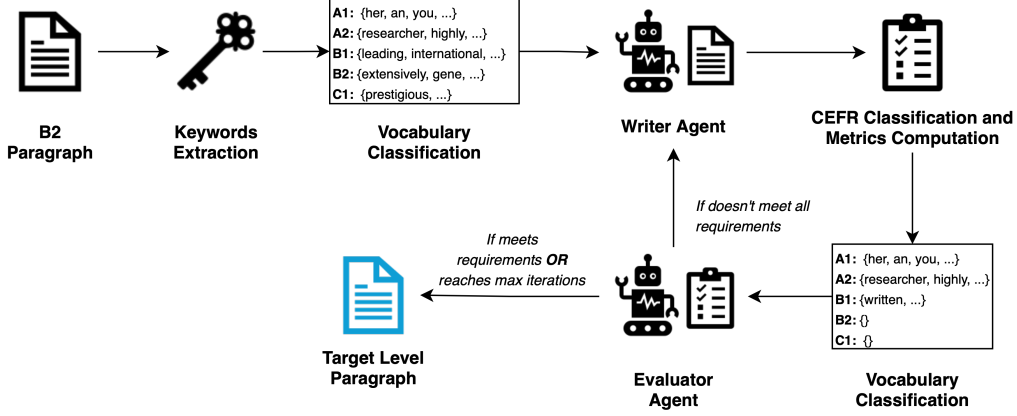 A1: {her, an, you, ...}
A2: {researcher, highly, ...}
B1: {leading, international, ...}
B2: {extensively, gene, ...}
C1: {prestigious, ...}
B2
Paragraph
Keywords
Extraction
Vocabulary
Classification
Writer Agent
CEFR Classification and
Metrics Computation
If doesn't meet all
requirements
If meets
requirements OR
reaches max iterations
A1: {her, an, you, ...}
A2: {researcher, highly, ...}
B1: {written, ...}
B2: {}
C1: {}
Target Level
Paragraph
Evaluator
Agent
Vocabulary
Classification